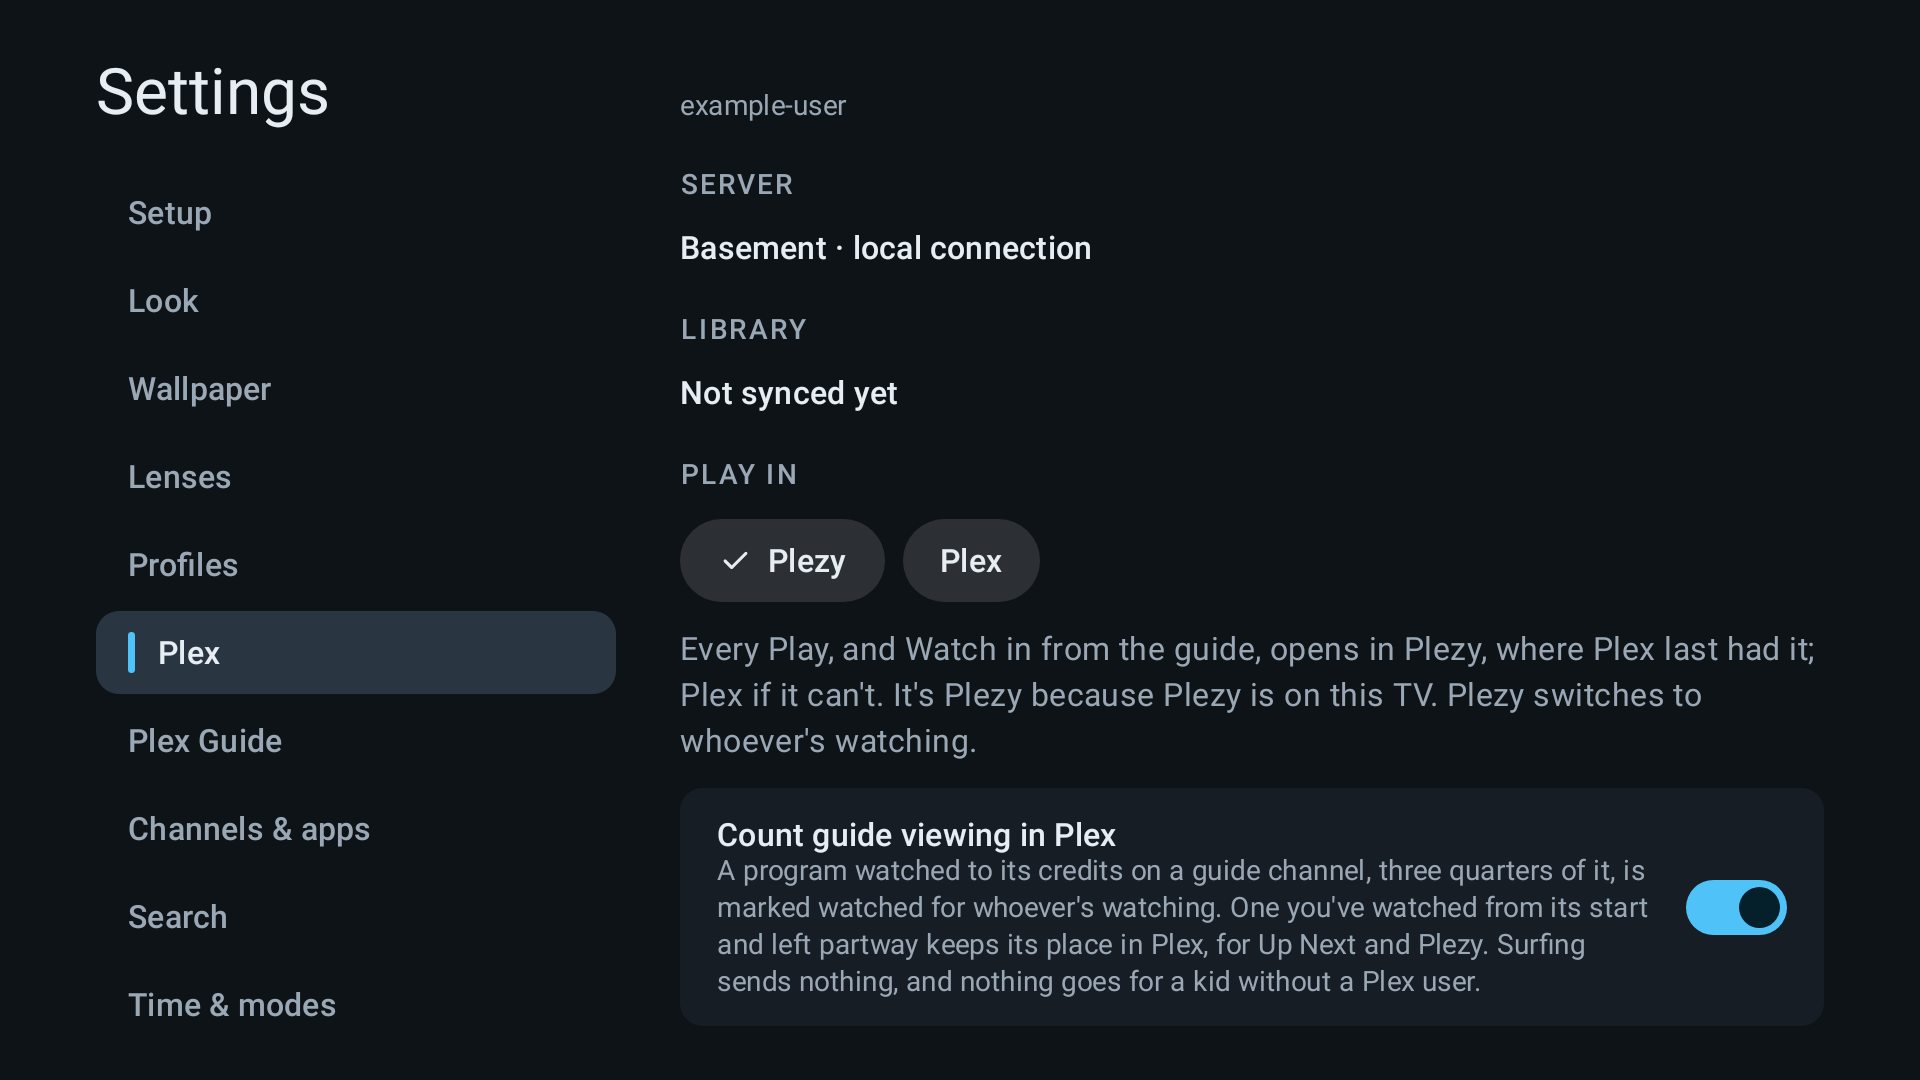 Settings
Setup
Look
Wallpaper
Lenses
Profiles
Plex
Plex Guide
Channels & apps
Search
Time & modes
example-user
SERVER
Basement · local connection
LIBRARY
Not synced yet
PLAY IN
Plezy
Plex
Every Play, and Watch in from the guide, opens in Plezy, where Plex last had it;
Plex if it can't. It's Plezy because Plezy is on this TV. Plezy switches to
whoever's watching.
Count guide viewing in Plex
A program watched to its credits on a guide channel, three quarters of it, is
marked watched for whoever's watching. One you've watched from its start
and left partway keeps its place in Plex, for Up Next and Plezy. Surfing
sends nothing, and nothing goes for a kid without a Plex user.